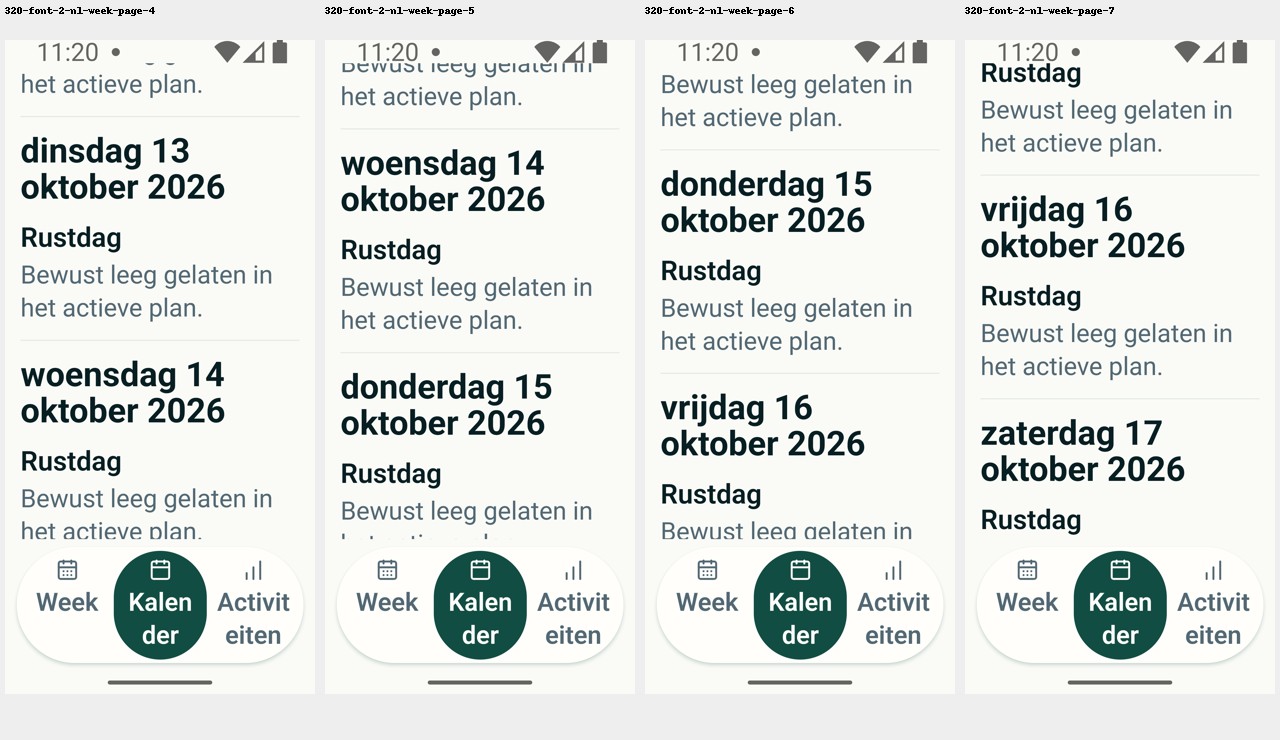 320-font-2-nl-week-page-4
11:20
het actieve plan.
dinsdag 13
oktober 2026
Rustdag
Bewust leeg gelaten in
het actieve plan.
woensdag 14
oktober 2026
Rustdag
Bewust leeg gelaten in
het actieve plan.
Week
Kalen
der
Activit
eiten
320-font-2-nl-week-page-5
11:20
Bewust leeg gelaten in
het actieve plan.
woensdag 14
oktober 2026
Rustdag
Bewust leeg gelaten in
het actieve plan.
donderdag 15
oktober 2026
Rustdag
Bewust leeg gelaten in
Week
Kalen
der
Activit
eiten
320-font-2-nl-week-page-6
11:20
Bewust leeg gelaten in
het actieve plan.
donderdag 15
oktober 2026
Rustdag
Bewust leeg gelaten in
het actieve plan.
vrijdag 16
oktober 2026
Rustdag
Bewust leeg gelaten in
Week
Kalen
der
Activit
eiten
320-font-2-nl-week-page-7
11:20
Rustdag
Bewust leeg gelaten in
het actieve plan.
vrijdag 16
oktober 2026
Rustdag
Bewust leeg gelaten in
het actieve plan.
zaterdag 17
oktober 2026
Rustdag
Week
Kalen
der
Activit
eiten